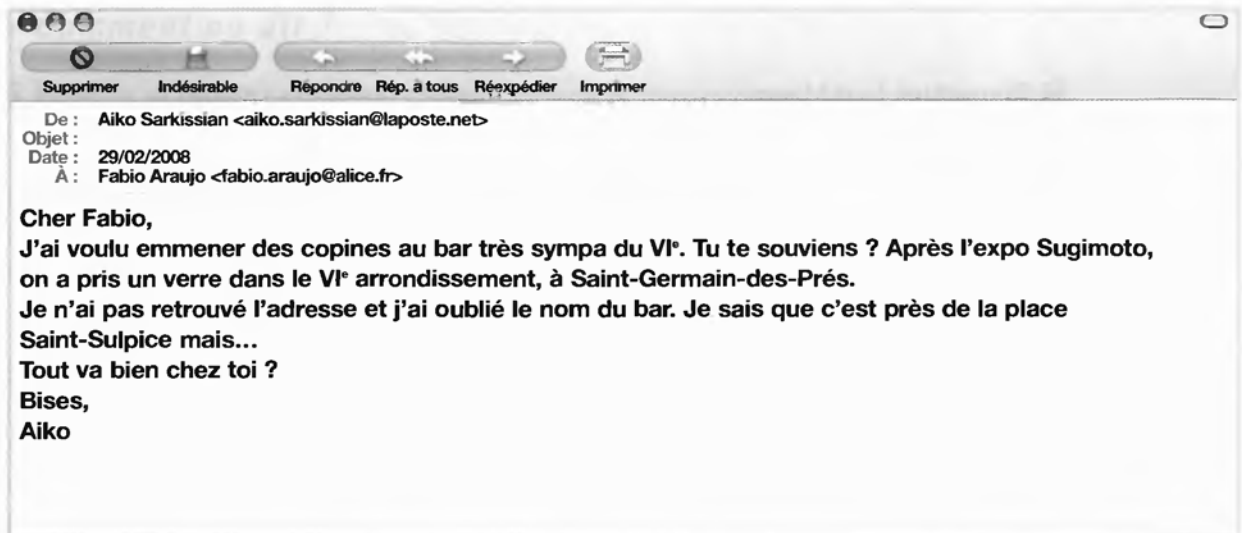 Supprimer Indésirable Répondre Rép. à tous Réexpédier Imprimer
De : Aiko Sarkissian <aiko.sarkissian@laposte.net>
Objet :
Date : 29/02/2008
À : Fabio Araujo <fabio.araujo@alice.fr>
Cher Fabio,
J'ai voulu emmener des copines au bar très sympa du VIᵉ. Tu te souviens ? Après l'expo Sugimoto,
on a pris un verre dans le VIᵉ arrondissement, à Saint-Germain-des-Prés.
Je n'ai pas retrouvé l'adresse et j'ai oublié le nom du bar. Je sais que c'est près de la place
Saint-Sulpice mais...
Tout va bien chez toi ?
Bises,
Aiko